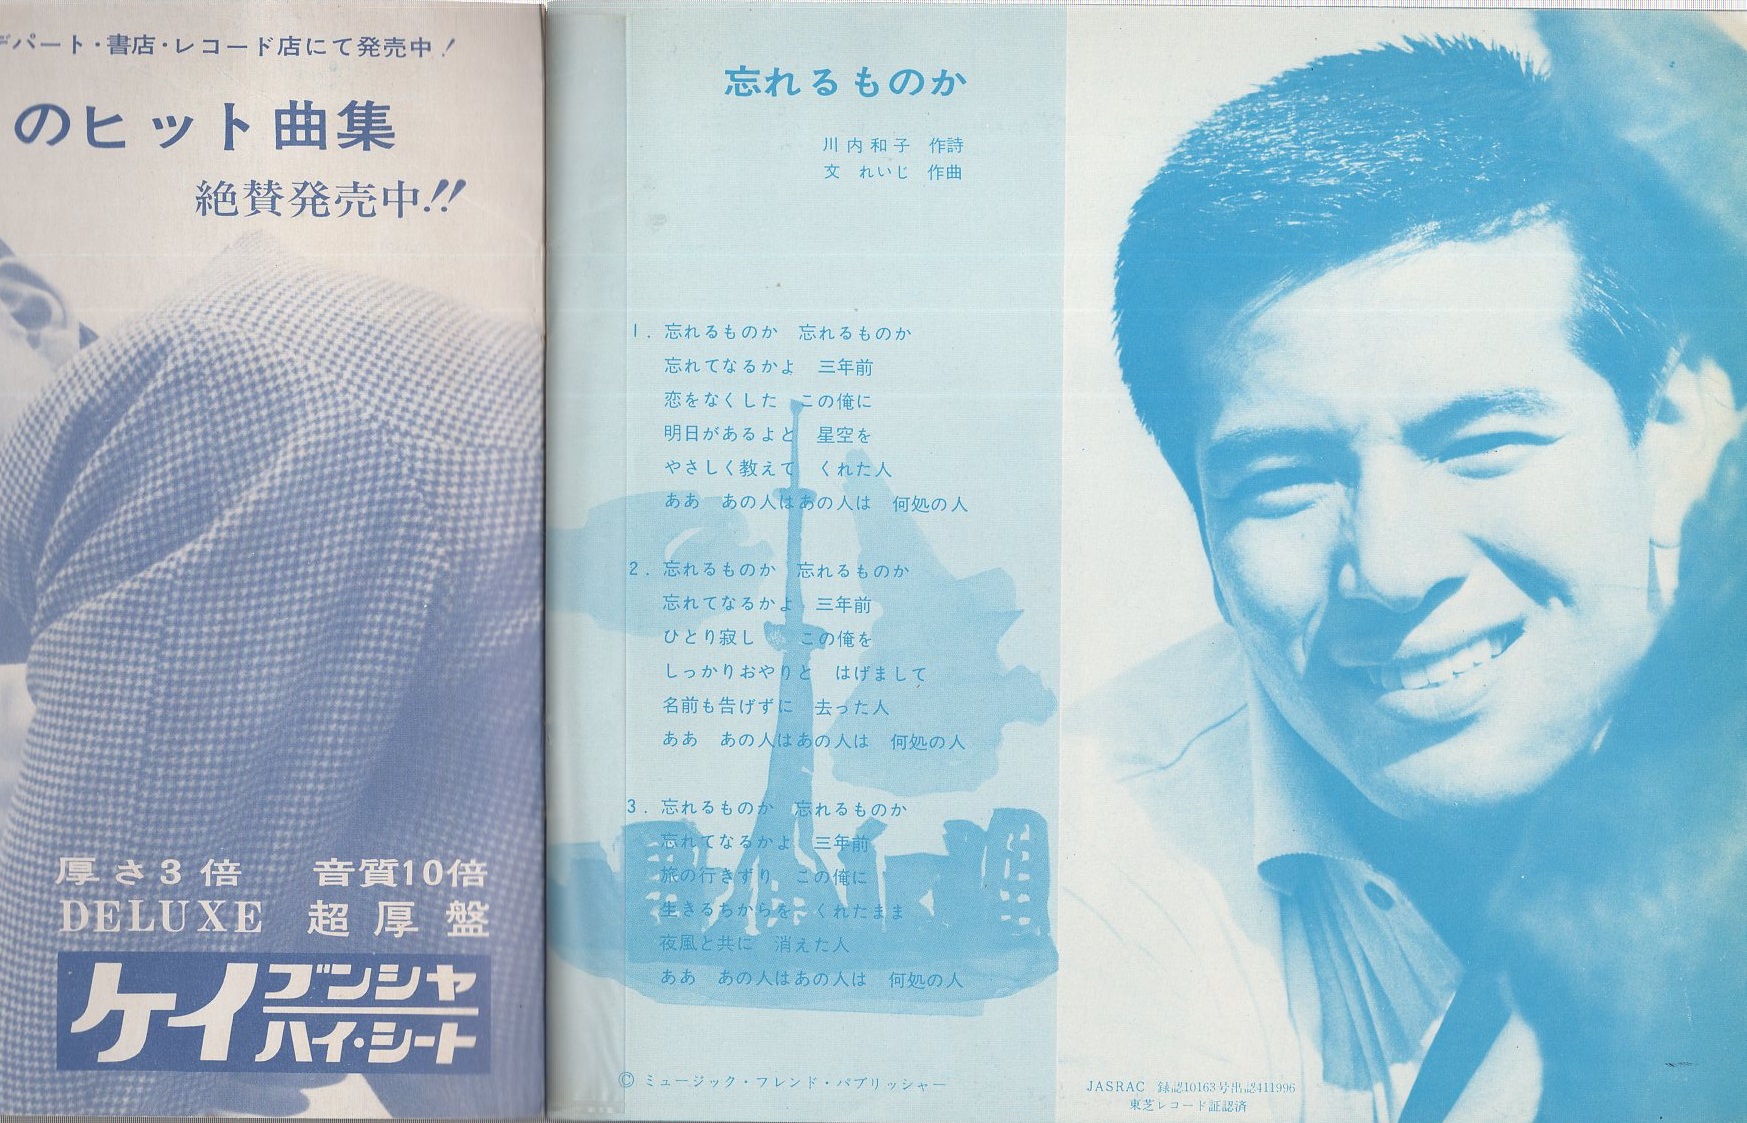 デパート・書店・レコード店にて発売中!
のヒット曲集
絶賛発売中!!
厚さ3倍 音質10倍
DELUXE 超厚盤
ケイブンシャ
ハイ・シート
忘れるものか
川内和子 作詩
文れいじ 作曲
1. 忘れるものか 忘れるものか
忘れてなるかよ 三年前
恋をなくした この俺に
明日があるよと 星空を
やさしく教えて くれた人
ああ あの人はあの人は 何処の人
2. 忘れるものか 忘れるものか
忘れてなるかよ 三年前
ひとり寂し この俺を
しっかりおやりと はげまして
名前も告げずに 去った人
ああ あの人はあの人は 何処の人
3. 忘れるものか 忘れるものか
忘れてなるかよ 三年前
旅の行きずり この俺に
生きるちからを くれたまま
夜風と共に 消えた人
ああ あの人はあの人は 何処の人
© ミュージック・フレンド・パブリッシャー
JASRAC 録認10163号出認411996
東芝レコード証認済